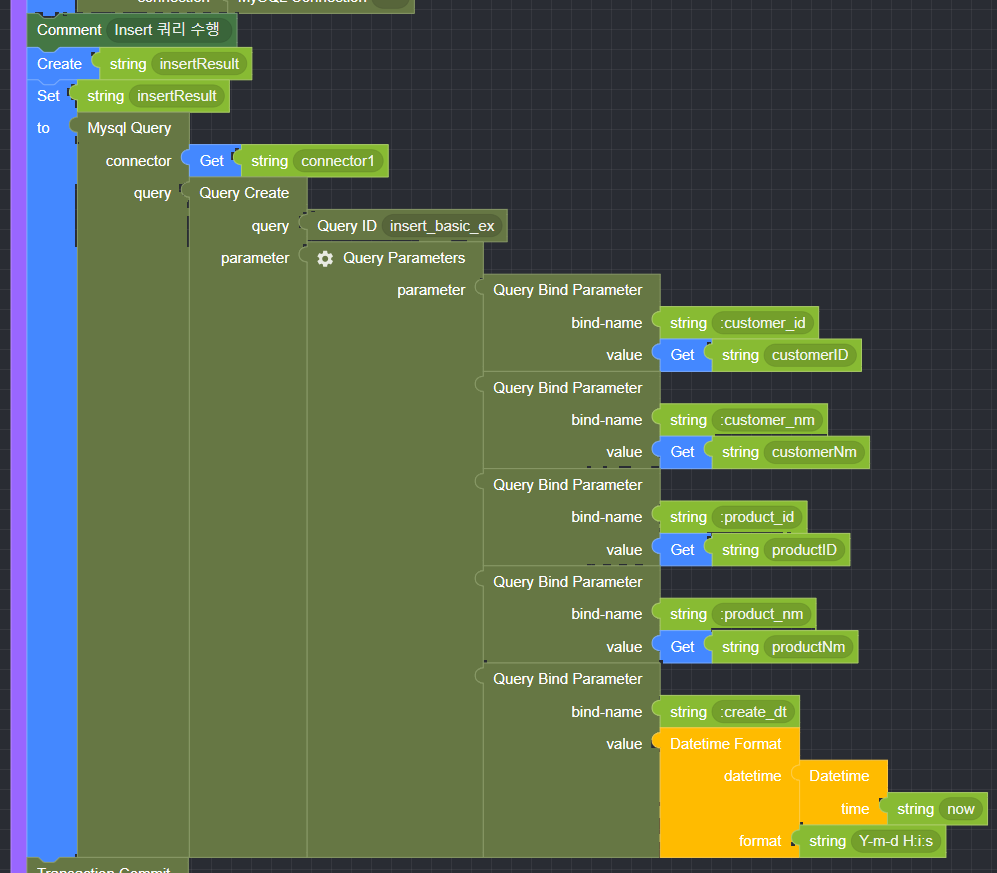 connection MySQL Connection
Comment Insert 쿼리 수행
Create string insertResult
Set string insertResult
to Mysql Query
connector Get string connector1
query Query Create
query Query ID insert_basic_ex
parameter Query Parameters
parameter Query Bind Parameter
bind-name string :customer_id
value Get string customerID
Query Bind Parameter
bind-name string :customer_nm
value Get string customerNm
Query Bind Parameter
bind-name string :product_id
value Get string productID
Query Bind Parameter
bind-name string :product_nm
value Get string productNm
Query Bind Parameter
bind-name string :create_dt
value Datetime Format
datetime Datetime
time string now
format string Y-m-d H:i:s
Transaction Commit